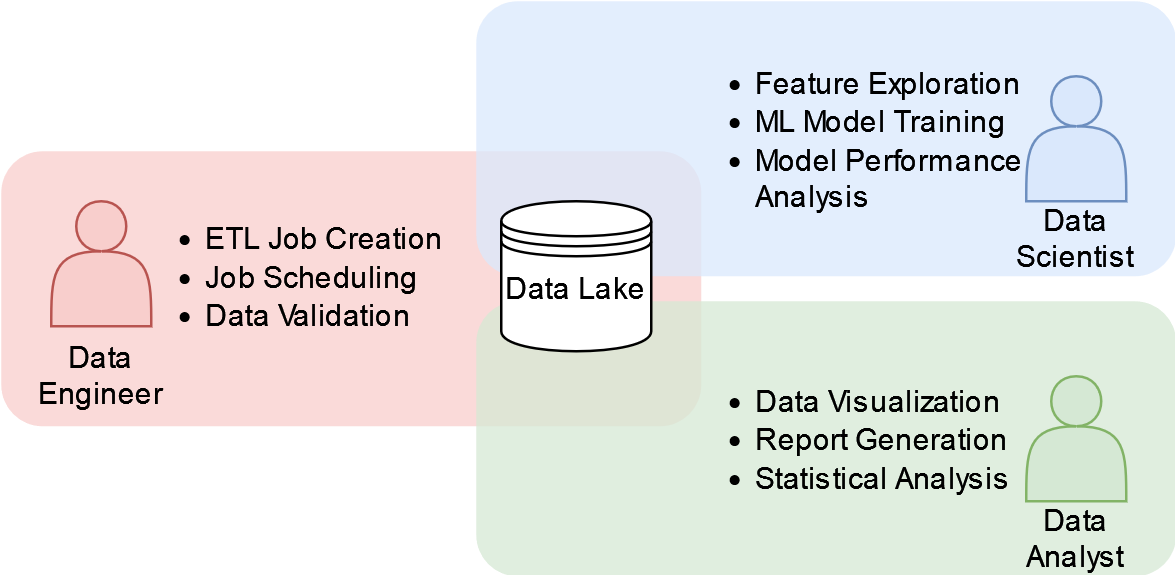 • Feature Exploration
• ML Model Training
• Model Performance
Analysis
Data
Scientist
• ETL Job Creation
• Job Scheduling
• Data Validation
Data
Engineer
Data Lake
• Data Visualization
• Report Generation
• Statistical Analysis
Data
Analyst